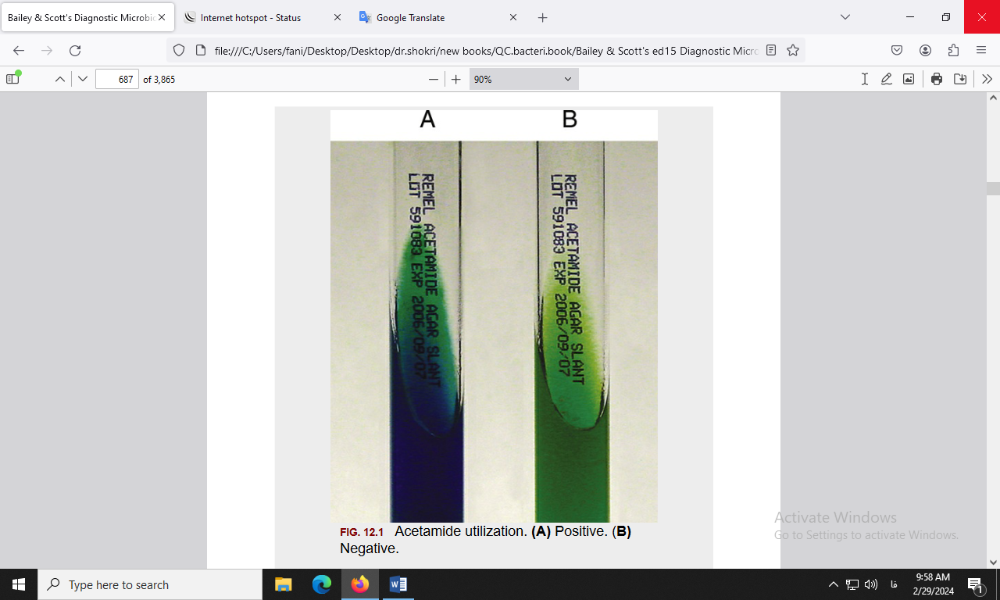 Bailey & Scott's Diagnostic Microbio
Internet hotspot - Status
Google Translate
file:///C:/Users/fani/Desktop/Desktop/dr.shokri/new books/QC.bacteri.book/Bailey & Scott's ed15 Diagnostic Micro
687 of 3,865
90%
A B
REMEL ACETAMIDE AGAR SLANT
LOT 591083 EXP 2006/09/07
REMEL ACETAMIDE AGAR SLANT
LOT 591083 EXP 2006/09/07
FIG. 12.1 Acetamide utilization. (A) Positive. (B)
Negative.
Activate Windows
Go to Settings to activate Windows.
Type here to search
فا
9:58 AM
2/29/2024
1